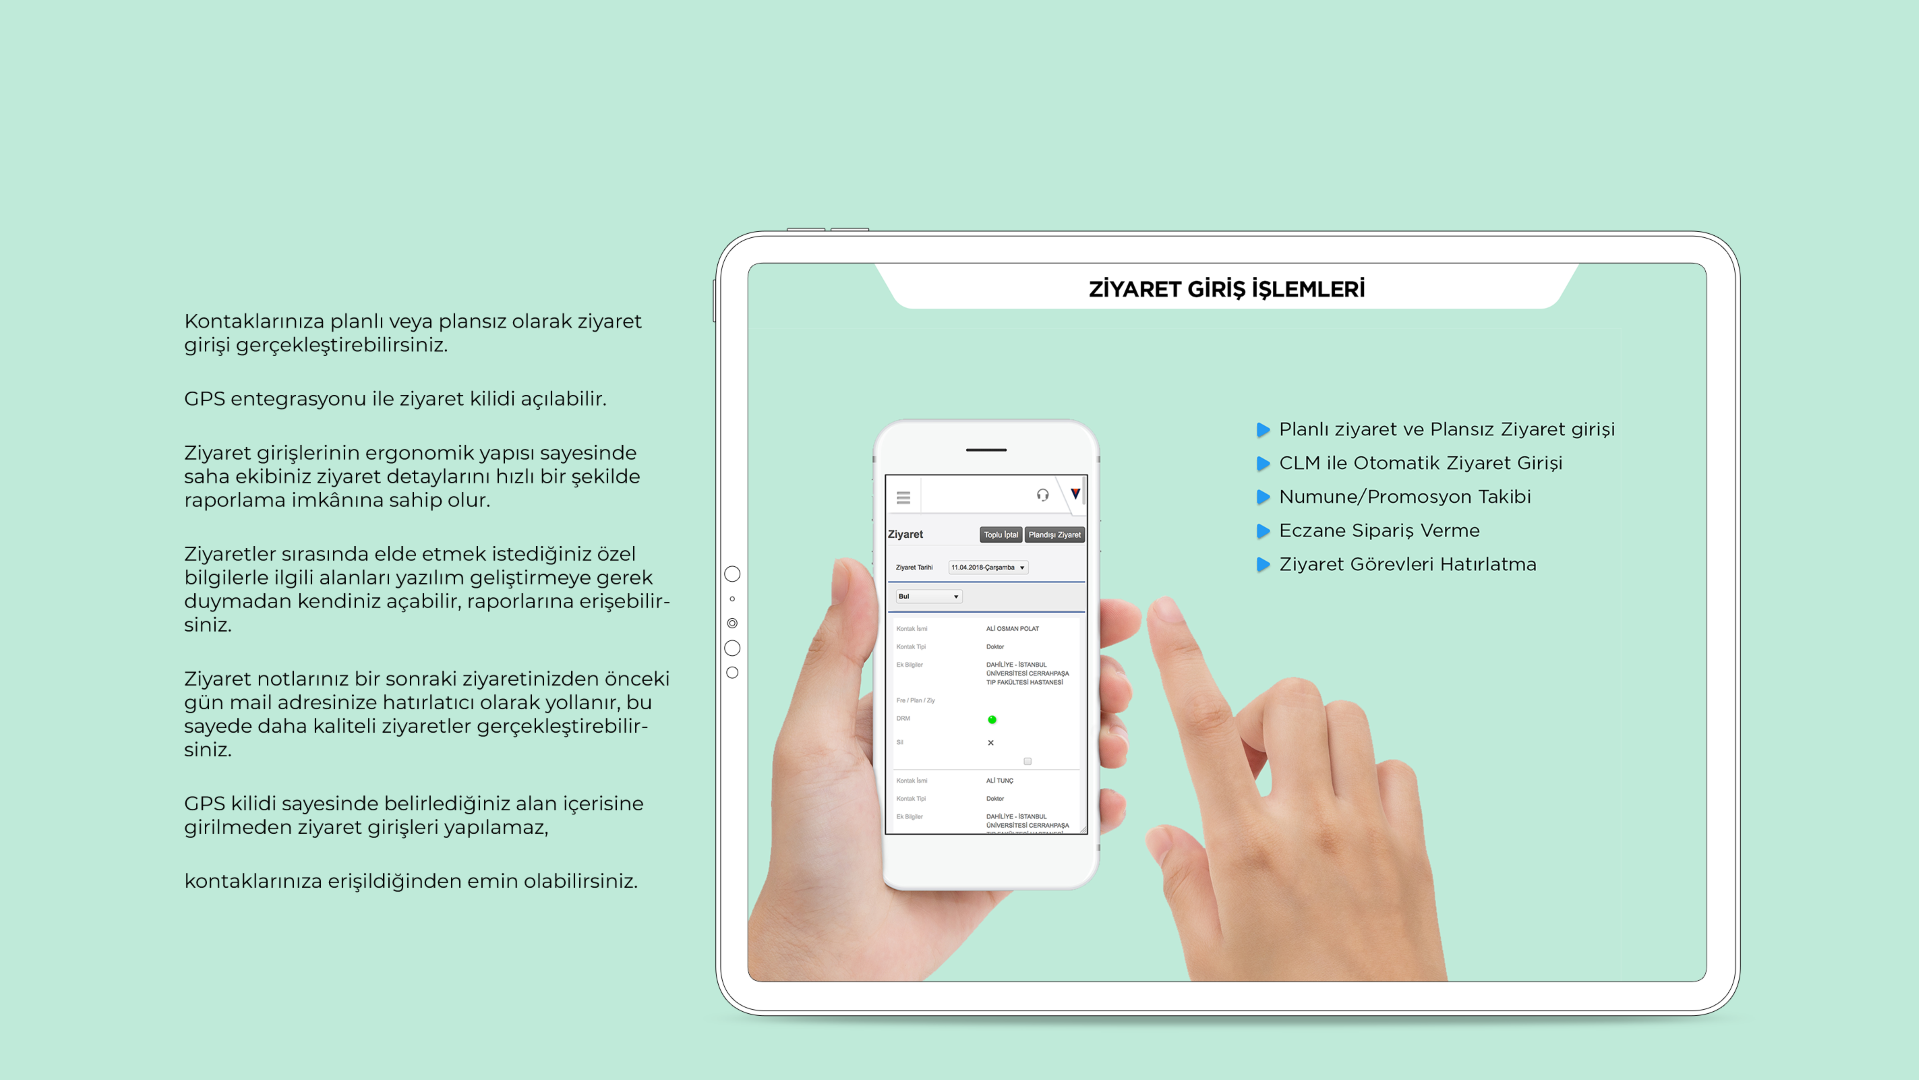 Kontaklarınıza planlı veya plansız olarak ziyaret
girişi gerçekleştirebilirsiniz.
GPS entegrasyonu ile ziyaret kilidi açılabilir.
Ziyaret girişlerinin ergonomik yapısı sayesinde
saha ekibiniz ziyaret detaylarını hızlı bir şekilde
raporlama imkânına sahip olur.
Ziyaretler sırasında elde etmek istediğiniz özel
bilgilerle ilgili alanları yazılım geliştirmeye gerek
duymadan kendiniz açabilir, raporlarına erişebilir-
siniz.
Ziyaret notlarınız bir sonraki ziyaretinizden önceki
gün mail adresinize hatırlatıcı olarak yollanır, bu
sayede daha kaliteli ziyaretler gerçekleştirebilir-
siniz.
GPS kilidi sayesinde belirlediğiniz alan içerisine
girilmeden ziyaret girişleri yapılamaz,
kontaklarınıza erişildiğinden emin olabilirsiniz.
ZİYARET GİRİŞ İŞLEMLERİ
Ziyaret Toplu İptal Plandışı Ziyaret
Ziyaret Tarihi 11.04.2018-Çarşamba
Bul
Kontak İsmi ALİ OSMAN POLAT
Kontak Tipi Doktor
Ek Bilgiler DAHİLİYE - İSTANBUL
ÜNİVERSİTESİ CERRAHPAŞA
TIP FAKÜLTESİ HASTANESİ
Fre / Plan / Ziy
DRM
Sil
Kontak İsmi ALİ TUNÇ
Kontak Tipi Doktor
Ek Bilgiler DAHİLİYE - İSTANBUL
ÜNİVERSİTESİ CERRAHPAŞA
Planlı ziyaret ve Plansız Ziyaret girişi
CLM ile Otomatik Ziyaret Girişi
Numune/Promosyon Takibi
Eczane Sipariş Verme
Ziyaret Görevleri Hatırlatma